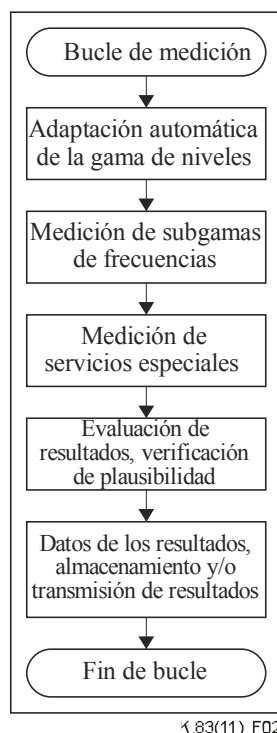 Bucle de medición
Adaptación automática
de la gama de niveles
Medición de subgamas
de frecuencias
Medición de
servicios especiales
Evaluación de
resultados, verificación
de plausibilidad
Datos de los resultados,
almacenamiento y/o
transmisión de resultados
Fin de bucle
K.83(11)_F02